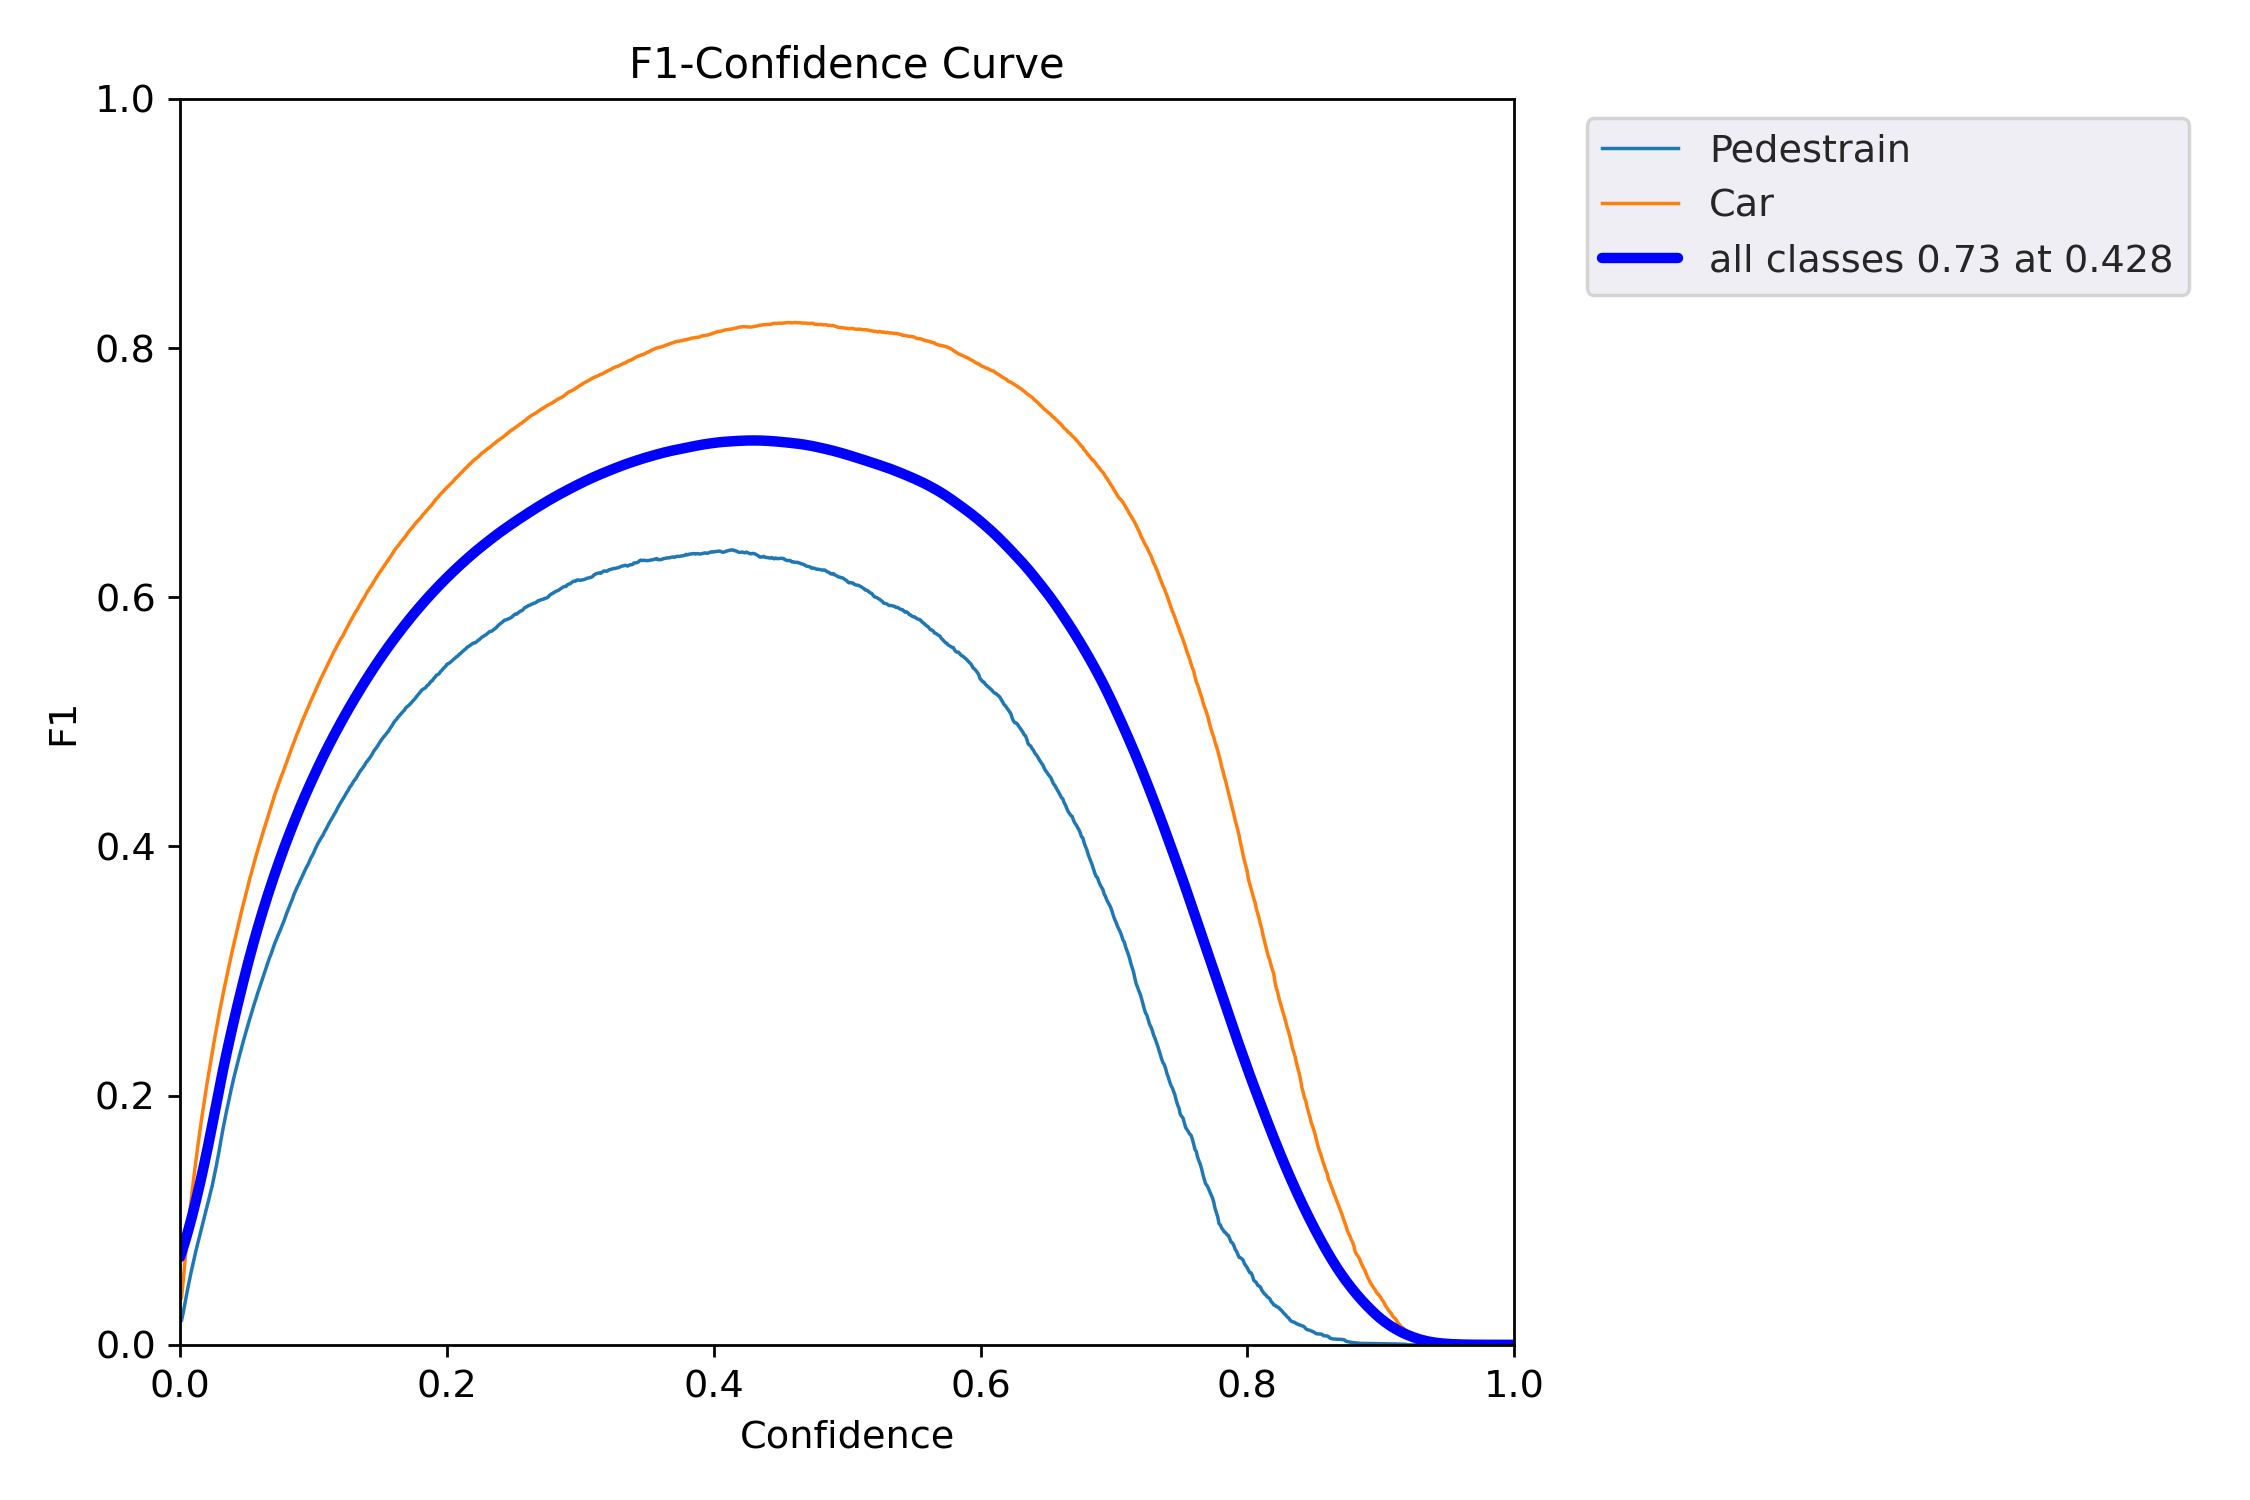 F1-Confidence Curve
1.0
0.8
0.6
0.4
0.2
0.0
F1
0.0 0.2 0.4 0.6 0.8 1.0
Confidence
Pedestrain
Car
all classes 0.73 at 0.428